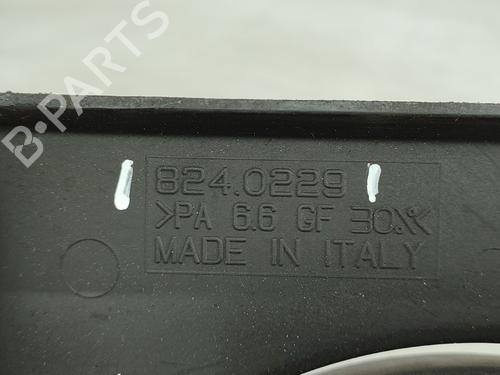 B-PARTS
824.0229
>PA 6.6 GF 30%<
MADE IN ITALY